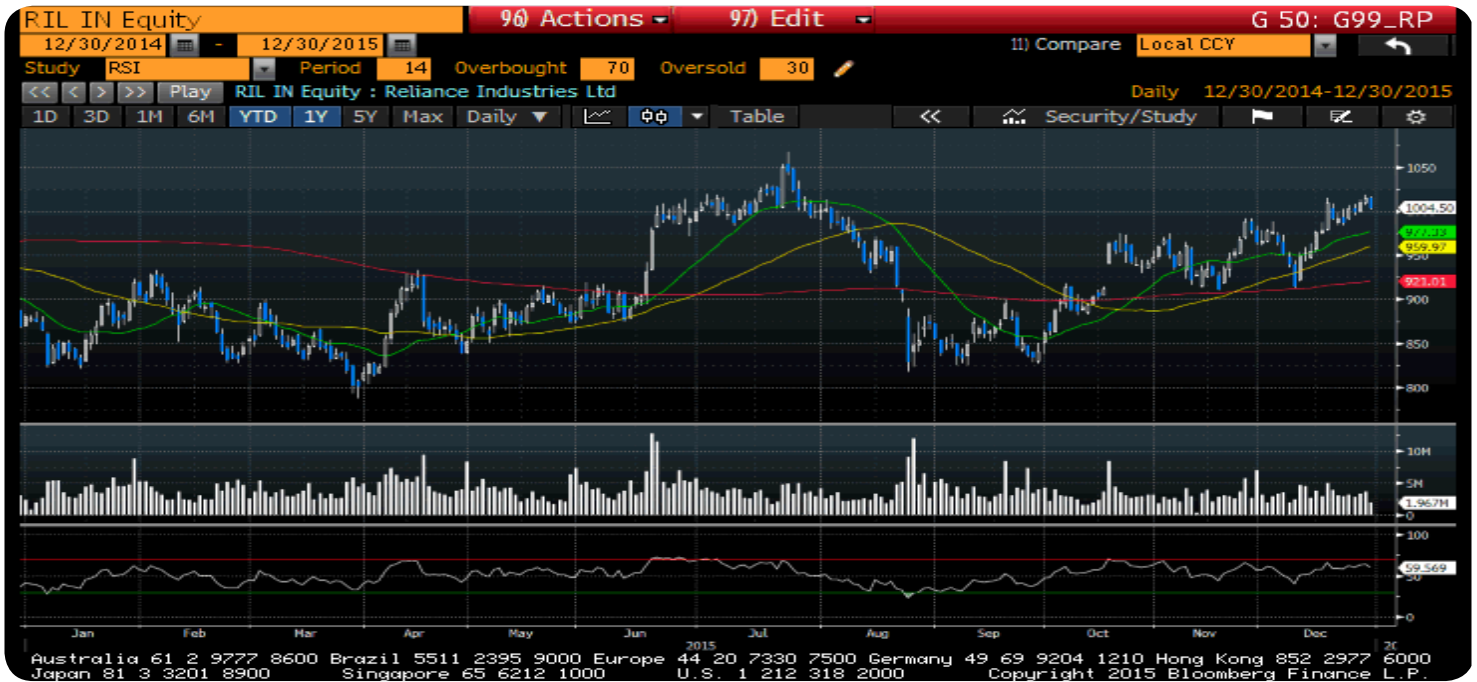 RIL IN Equity 96) Actions 97) Edit G 50: G99_RP
12/30/2014 - 12/30/2015 11) Compare Local CCY
Study RSI Period 14 Overbought 70 Oversold 30
<< < > >> Play RIL IN Equity : Reliance Industries Ltd Daily 12/30/2014-12/30/2015
1D 3D 1M 6M YTD 1Y 5Y Max Daily ▼ Table << Security/Study
1050
1004.50
977.33
959.97
950
921.01
900
850
800
10M
5M
1.967M
0
100
59.569
50
0
Jan Feb Mar Apr May Jun Jul Aug Sep Oct Nov Dec
2015
Australia 61 2 9777 8600 Brazil 5511 2395 9000 Europe 44 20 7330 7500 Germany 49 69 9204 1210 Hong Kong 852 2977 6000
Japan 81 3 3201 8900 Singapore 65 6212 1000 U.S. 1 212 318 2000 Copyright 2015 Bloomberg Finance L.P.